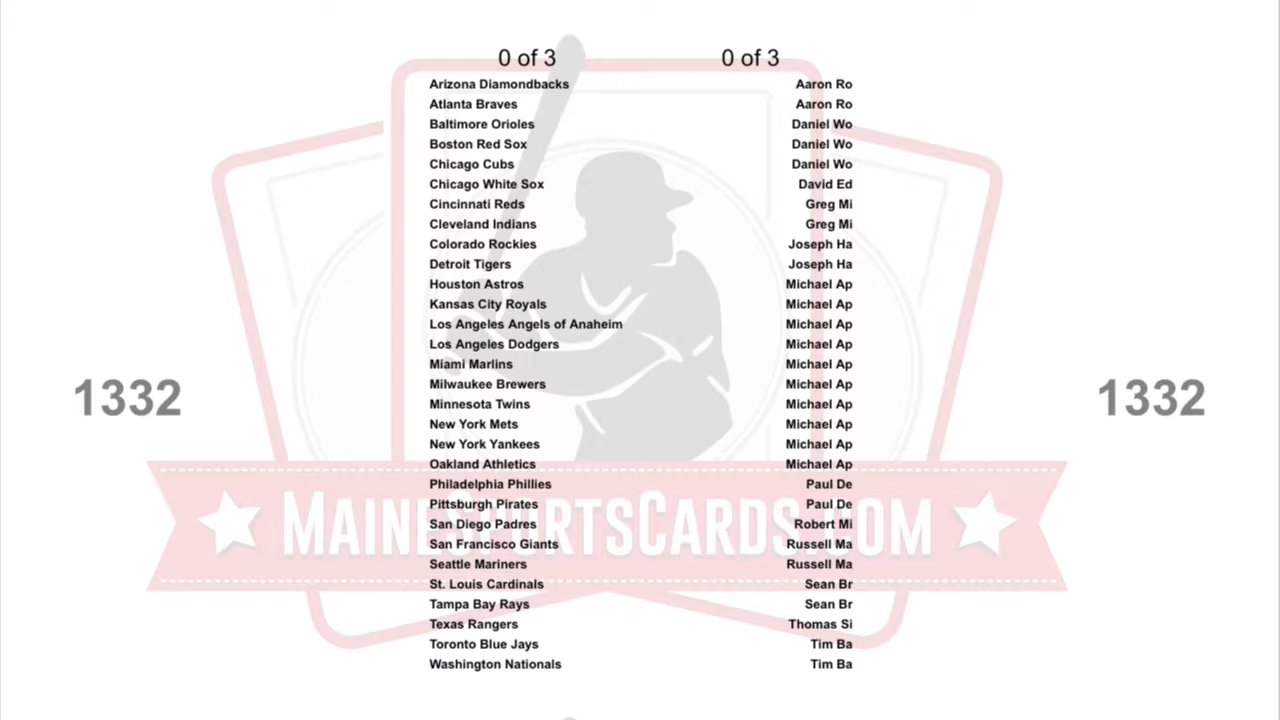 0 of 3 0 of 3
Arizona Diamondbacks Aaron Ro
Atlanta Braves Aaron Ro
Baltimore Orioles Daniel Wo
Boston Red Sox Daniel Wo
Chicago Cubs Daniel Wo
Chicago White Sox David Ed
Cincinnati Reds Greg Mi
Cleveland Indians Greg Mi
Colorado Rockies Joseph Ha
Detroit Tigers Joseph Ha
Houston Astros Michael Ap
Kansas City Royals Michael Ap
Los Angeles Angels of Anaheim Michael Ap
Los Angeles Dodgers Michael Ap
Miami Marlins Michael Ap
Milwaukee Brewers Michael Ap
1332 1332
Minnesota Twins Michael Ap
New York Mets Michael Ap
New York Yankees Michael Ap
Oakland Athletics Michael Ap
Philadelphia Phillies Paul De
Pittsburgh Pirates Paul De
San Diego Padres Robert Mi
MAINESPORTSCARDS.COM
San Francisco Giants Russell Ma
Seattle Mariners Russell Ma
St. Louis Cardinals Sean Br
Tampa Bay Rays Sean Br
Texas Rangers Thomas Si
Toronto Blue Jays Tim Ba
Washington Nationals Tim Ba